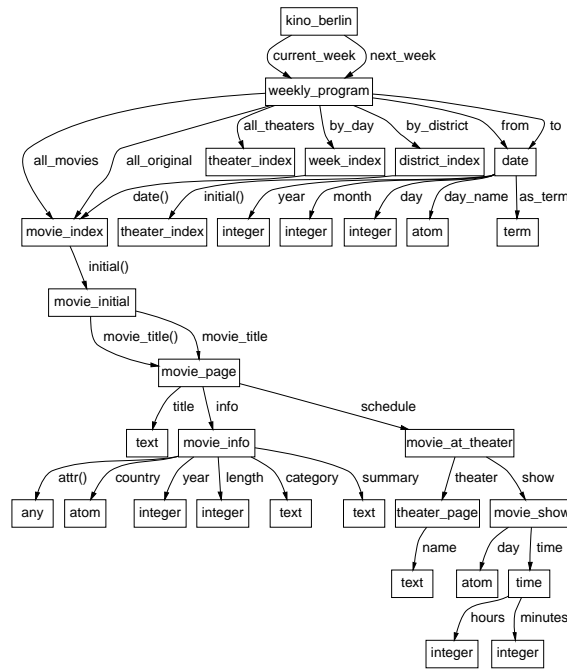 kino_berlin
current_week next_week
weekly_program
all_theaters by_day by_district from to
all_movies all_original theater_index week_index district_index date
date() initial() year month day day_name as_term
movie_index theater_index integer integer integer atom term
initial()
movie_initial
movie_title() movie_title
movie_page
title info schedule
text movie_info movie_at_theater
attr() country year length category summary theater show
any atom integer integer text text theater_page movie_show
name day time
text atom time
hours minutes
integer integer